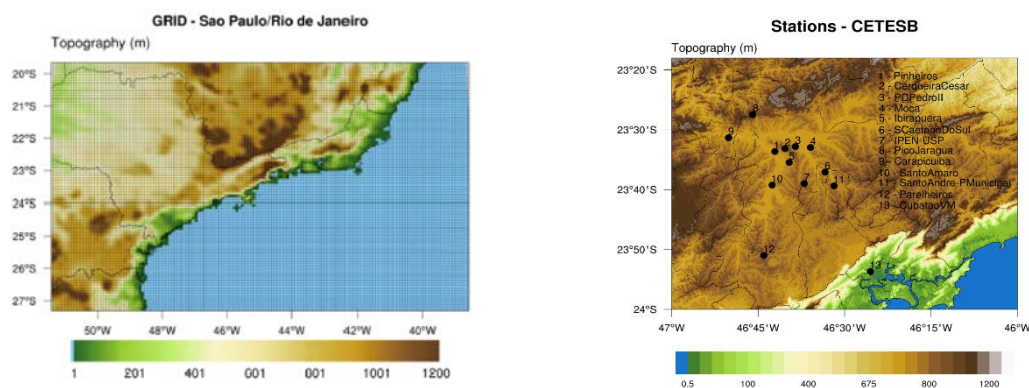 GRID - Sao Paulo/Rio de Janeiro
Topography (m)
20°S
21°S
22°S
23°S
24°S
25°S
26°S
27°S
50°W 48°W 46°W 44°W 42°W 40°W
1 201 401 601 801 1001 1200
Stations - CETESB
Topography (m)
23°20'S
23°30'S
23°40'S
23°50'S
24°S
1 - Pinheiros
2 - CerqueiraCesar
3 - PDPedroII
4 - Moca
5 - Ibirapuera
6 - SCaetanoDoSul
7 - IPEN USP
8 - PicoJaragua
9 - Carapicuiba
10 - SantoAmaro
11 - SantoAndre-PMunicipal
12 - Parelheiros
13 - CubataoVM
8
9
1 2 3 4
5
6
10 7 11
12
13
47°W 46°45'W 46°30'W 46°15'W 46°W
0.5 100 400 800 1200